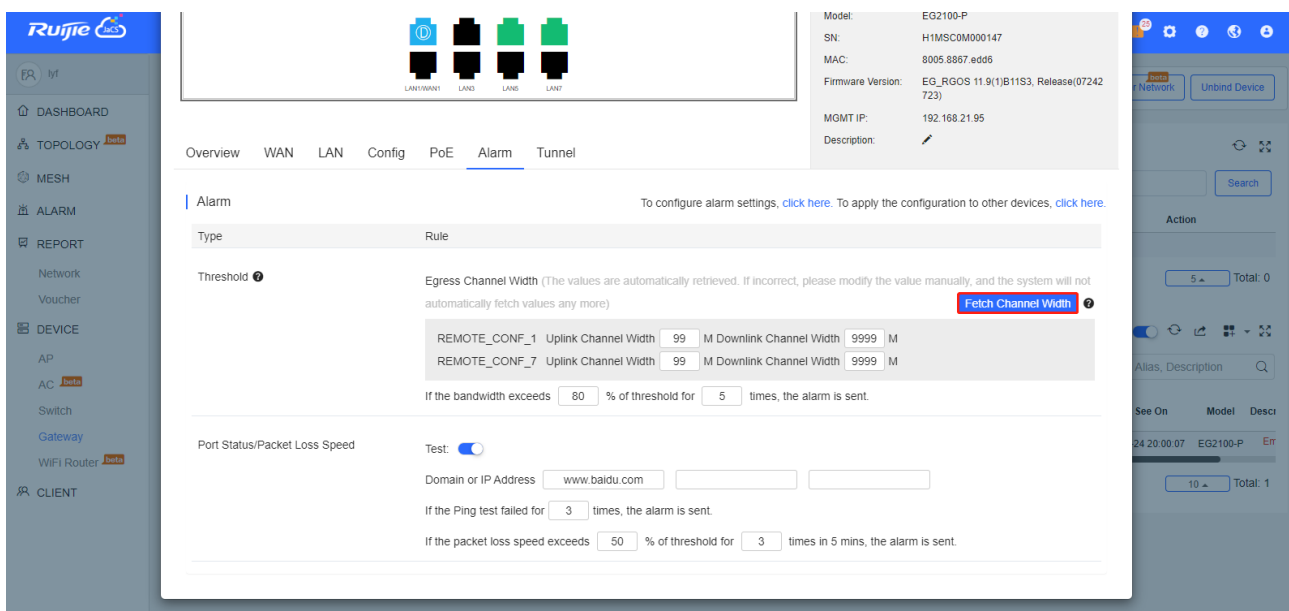 Ruijie JaCS
25
lyf
DASHBOARD
TOPOLOGY beta
MESH
ALARM
REPORT
Network
Voucher
DEVICE
AP
AC beta
Switch
Gateway
WiFi Router beta
CLIENT
LAN1/WAN1 LAN3 LAN5 LAN7
Model: EG2100-P
SN: H1MSC0M000147
MAC: 8005.8867.edd6
Firmware Version: EG_RGOS 11.9(1)B11S3, Release(07242
723)
MGMT IP: 192.168.21.95
Description:
Overview WAN LAN Config PoE Alarm Tunnel
Alarm
To configure alarm settings, click here. To apply the configuration to other devices, click here.
Type Rule
Threshold
Egress Channel Width (The values are automatically retrieved. If incorrect, please modify the value manually, and the system will not
automatically fetch values any more) Fetch Channel Width
REMOTE_CONF_1 Uplink Channel Width 99 M Downlink Channel Width 9999 M
REMOTE_CONF_7 Uplink Channel Width 99 M Downlink Channel Width 9999 M
If the bandwidth exceeds 80 % of threshold for 5 times, the alarm is sent.
Port Status/Packet Loss Speed
Test:
Domain or IP Address www.baidu.com
If the Ping test failed for 3 times, the alarm is sent.
If the packet loss speed exceeds 50 % of threshold for 3 times in 5 mins, the alarm is sent.
beta
r Network Unbind Device
Search
Action
5 Total: 0
Alias, Description
See On Model Descr
-24 20:00:07 EG2100-P Err
10 Total: 1